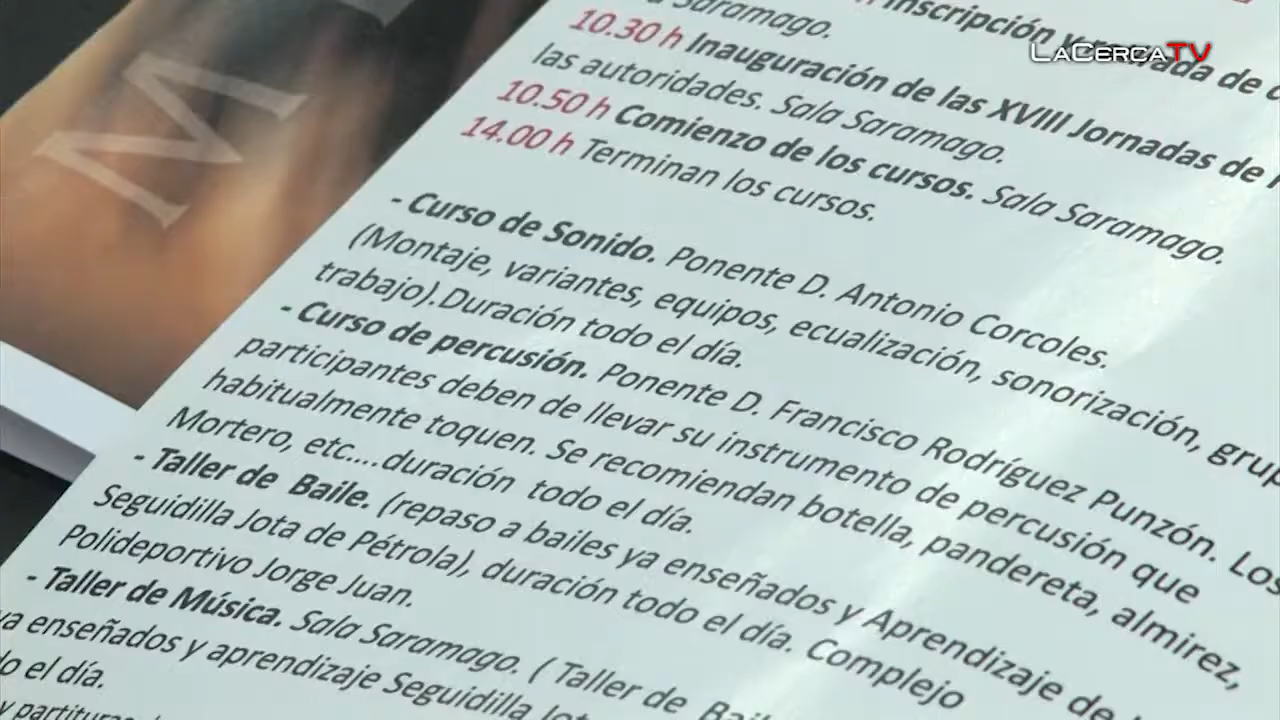 LACERCATV
Inscripción y
Saramago.
10.30 h Inauguración de las XVIII Jornadas de
las autoridades. Sala Saramago.
10.50 h Comienzo de los cursos. Sala Saramago.
14.00 h Terminan los cursos.
- Curso de Sonido. Ponente D. Antonio Corcoles.
(Montaje, variantes, equipos, ecualización, sonorización, grup
trabajo).Duración todo el día.
- Curso de percusión. Ponente D. Francisco Rodríguez Punzón. Los
participantes deben de llevar su instrumento de percusión que
habitualmente toquen. Se recomiendan botella, pandereta, almirez,
Mortero, etc....duración todo el día.
- Taller de Baile. (repaso a bailes ya enseñados y Aprendizaje de
Seguidilla Jota de Pétrola), duración todo el día. Complejo
Polideportivo Jorge Juan.
- Taller de Música. Sala Saramago. ( Taller de Baile
ya enseñados y aprendizaje Seguidilla Jota
do el día.
y partituras
M